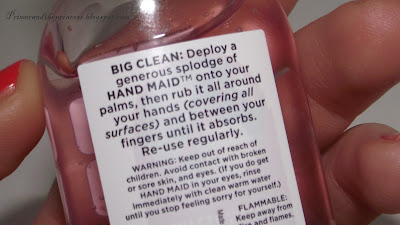 BIG CLEAN: Deploy a
generous splodge of
HAND MAID™ onto your
palms, then rub it all around
your hands (covering all
surfaces) and between your
fingers until it absorbs.
Re-use regularly.
WARNING: Keep out of reach of
children. Avoid contact with broken
or sore skin, and eyes. (If you do get
HAND MAID in your eyes, rinse
immediately with clean warm water
until you stop feeling sorry for yourself.)
FLAMMABLE:
Keep away from
fire and flames.